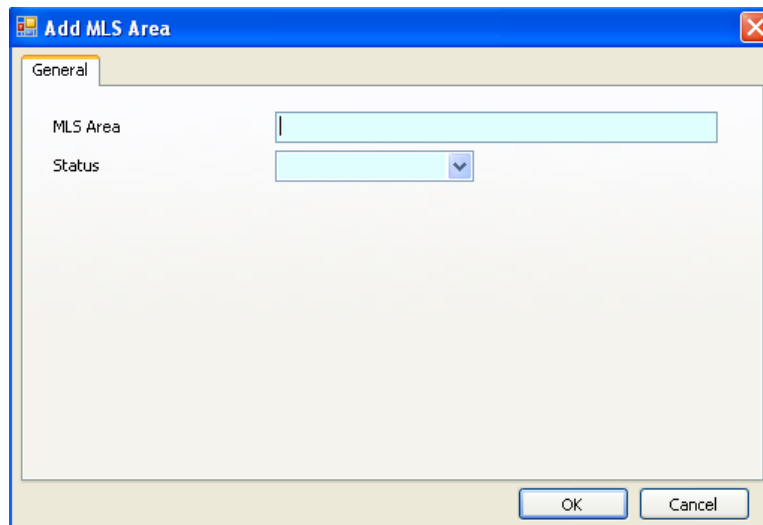 Add MLS Area
General
MLS Area
Status
OK Cancel